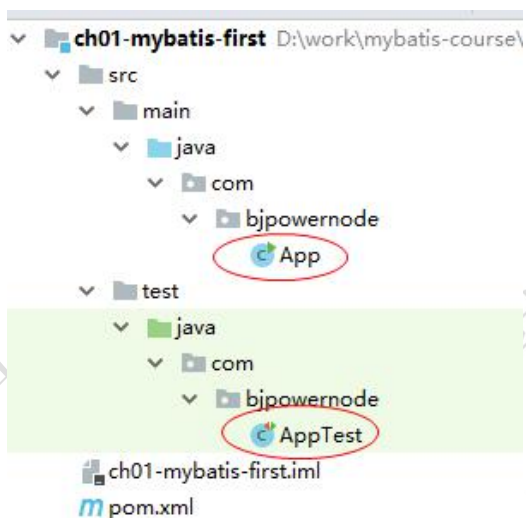 ch01-mybatis-first D:\work\mybatis-course\
src
main
java
com
bjpowernode
App
test
java
com
bjpowernode
AppTest
ch01-mybatis-first.iml
m pom.xml